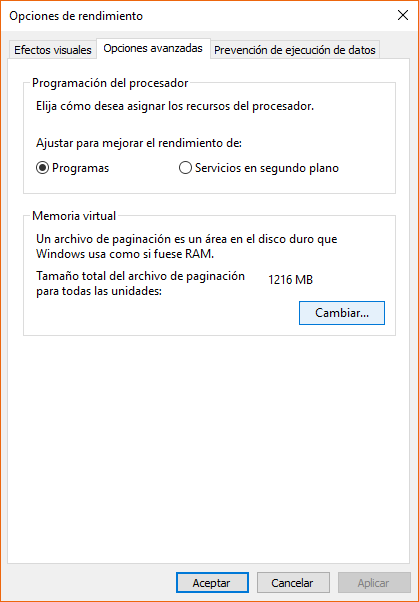 Opciones de rendimiento
Efectos visuales
Opciones avanzadas
Prevención de ejecución de datos
Programación del procesador
Elija cómo desea asignar los recursos del procesador.
Ajustar para mejorar el rendimiento de:
Programas
Servicios en segundo plano
Memoria virtual
Un archivo de paginación es un área en el disco duro que
Windows usa como si fuese RAM.
Tamaño total del archivo de paginación
para todas las unidades:
1216 MB
Cambiar...
Aceptar
Cancelar
Aplicar